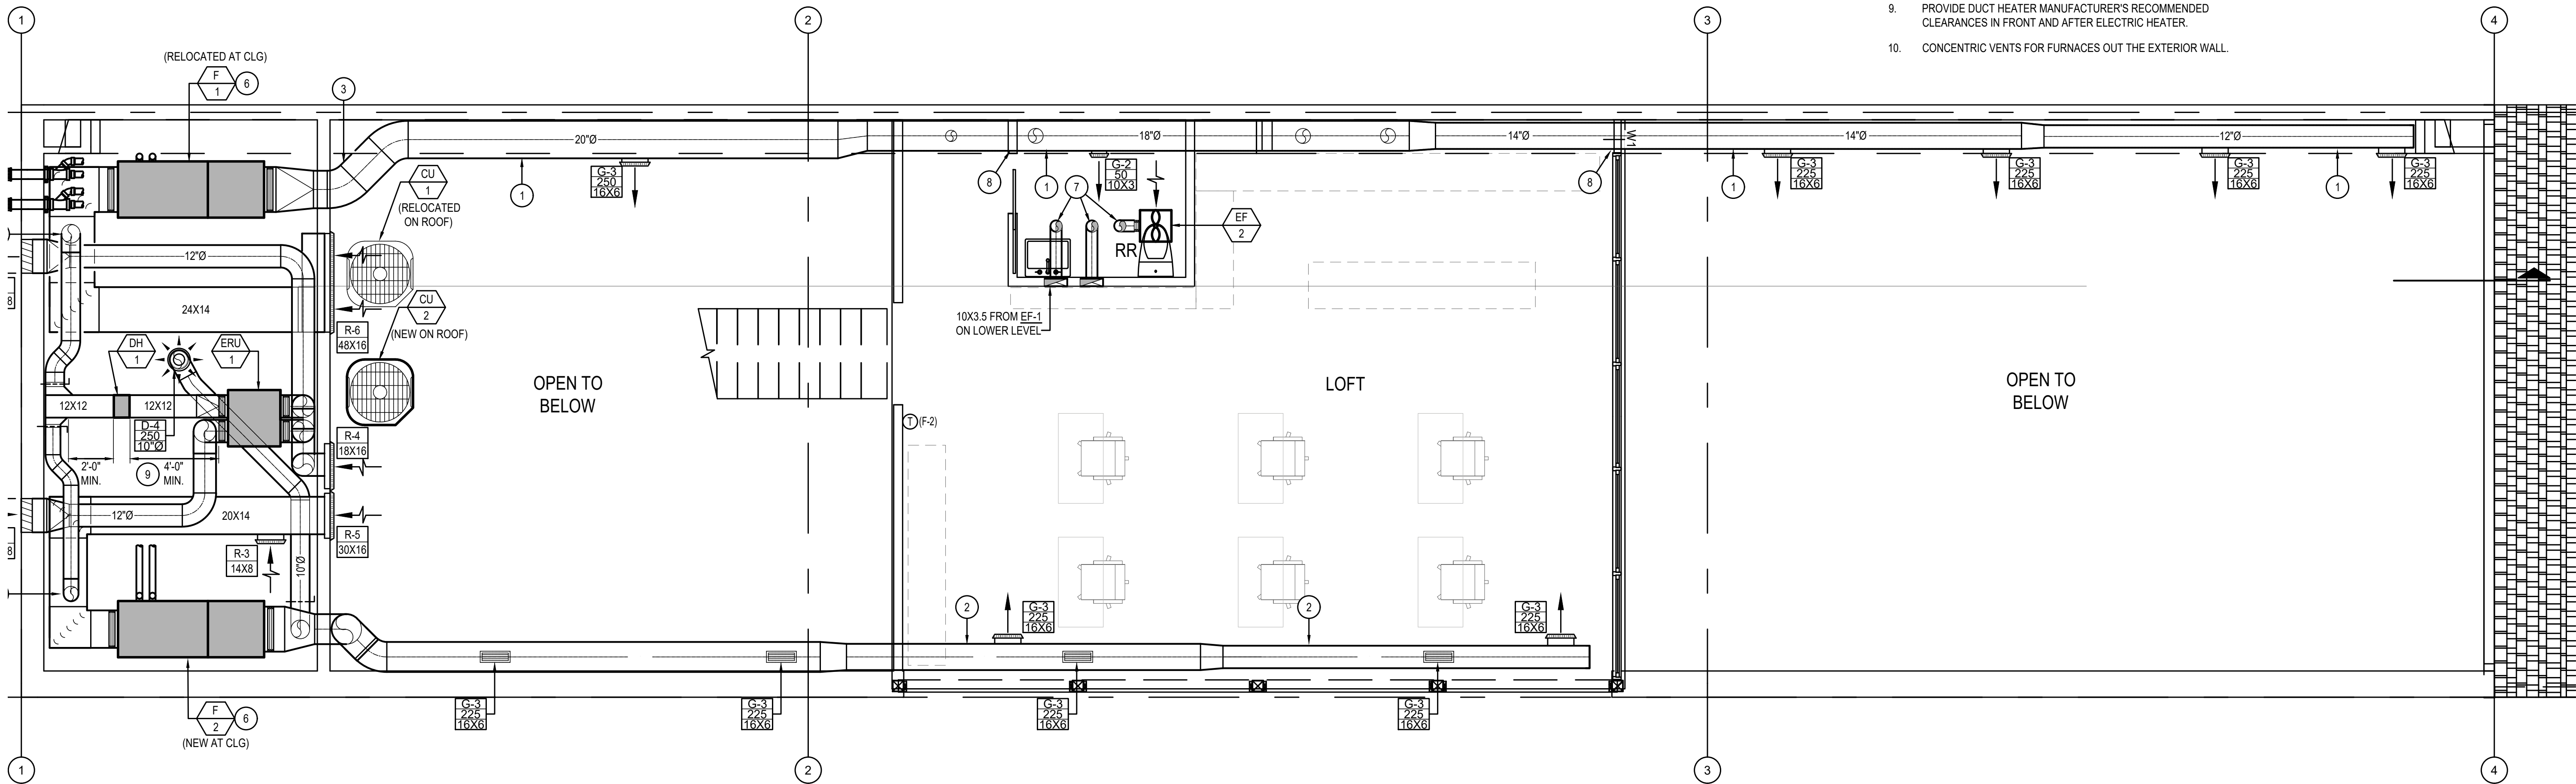 1
2
3
4
9. PROVIDE DUCT HEATER MANUFACTURER'S RECOMMENDED
CLEARANCES IN FRONT AND AFTER ELECTRIC HEATER.
10. CONCENTRIC VENTS FOR FURNACES OUT THE EXTERIOR WALL.
(RELOCATED AT CLG)
F
1
6
3
20"Ø
18"Ø
14"Ø
W1
14"Ø
12"Ø
CU
1
(RELOCATED
ON ROOF)
1
G-3
250
16X6
8
1
7
G-2
50
10X3
8
1
G-3
225
16X6
G-3
225
16X6
G-3
225
16X6
1
G-3
225
16X6
EF
2
RR
12"Ø
8
24X14
CU
2
(NEW ON ROOF)
R-6
48X16
10X3.5 FROM EF-1
ON LOWER LEVEL
DH
1
ERU
1
OPEN TO
BELOW
LOFT
OPEN TO
BELOW
12X12
12X12
D-4
250
10"Ø
R-4
18X16
T
(F-2)
2'-0"
MIN.
9
4'-0"
MIN.
12"Ø
20X14
8
R-3
14X8
R-5
30X16
10"Ø
2
G-3
225
16X6
2
G-3
225
16X6
F
2
6
(NEW AT CLG)
G-3
225
16X6
G-3
225
16X6
G-3
225
16X6
G-3
225
16X6
1
2
3
4